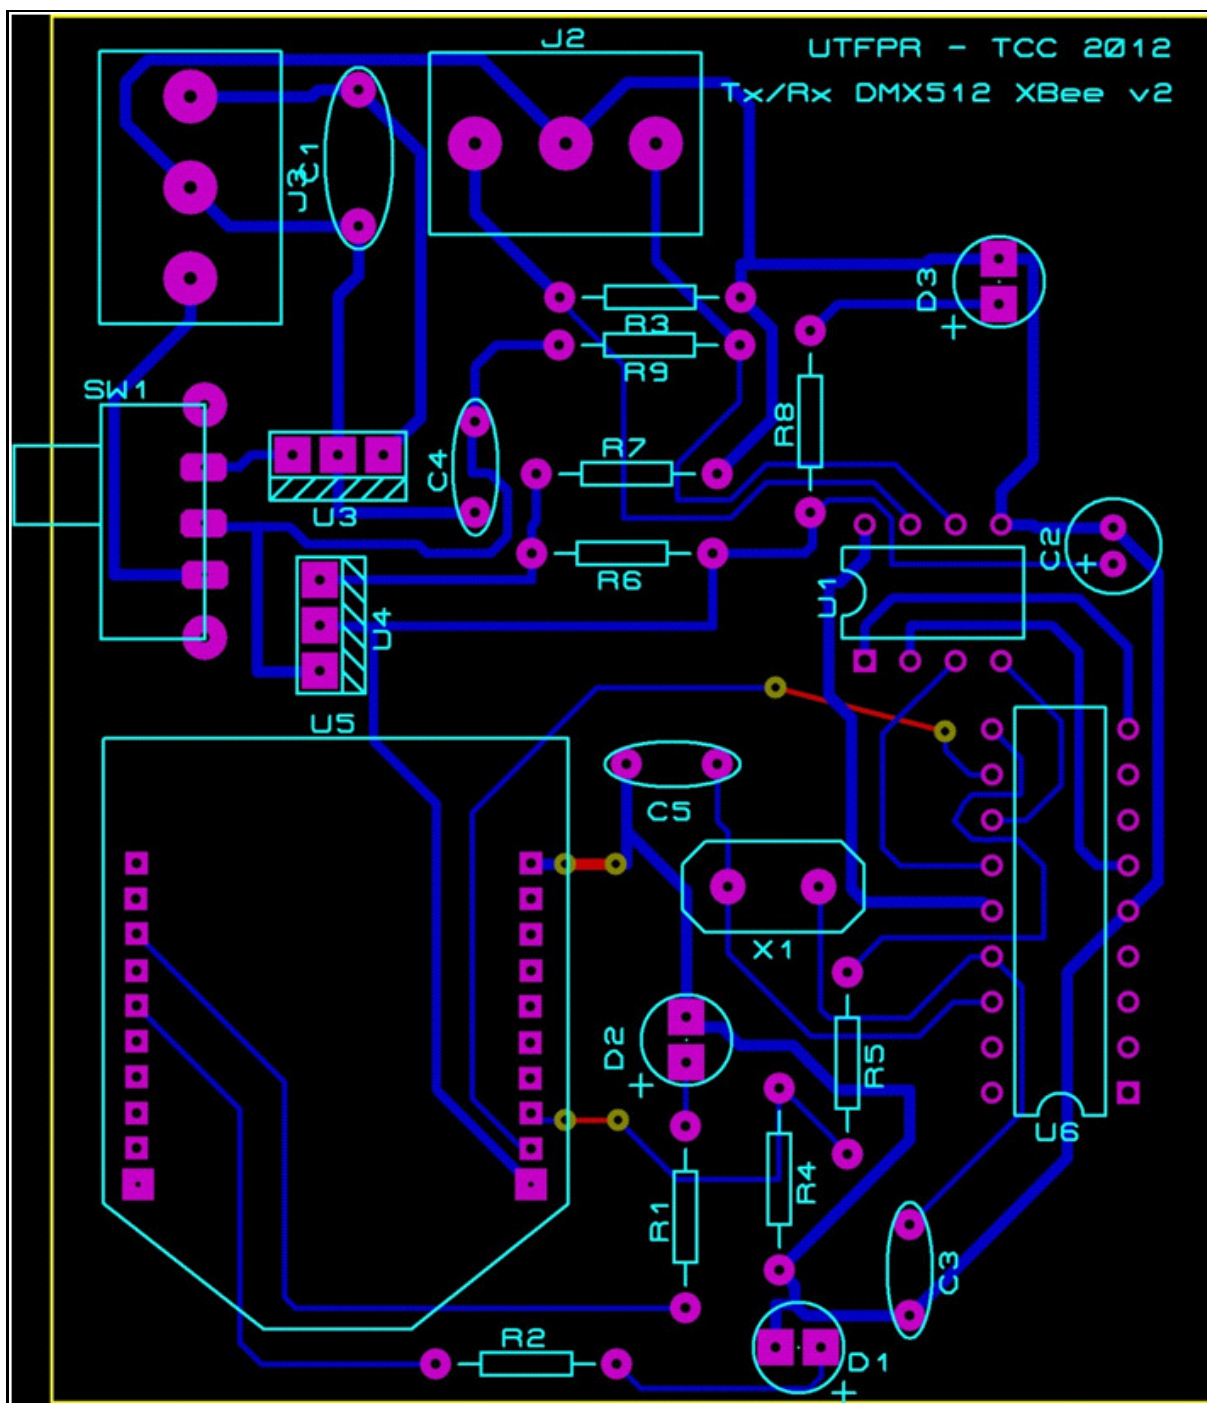 J2
UTFPR - TCC 2012
Tx/Rx DMX512 XBee v2
J3
C1
D3
R3
R9
SW1
R8
R7
C4
U3
C2
R6
U1
U4
U5
C5
X1
D2
R5
U6
R4
R1
C3
R2
D1